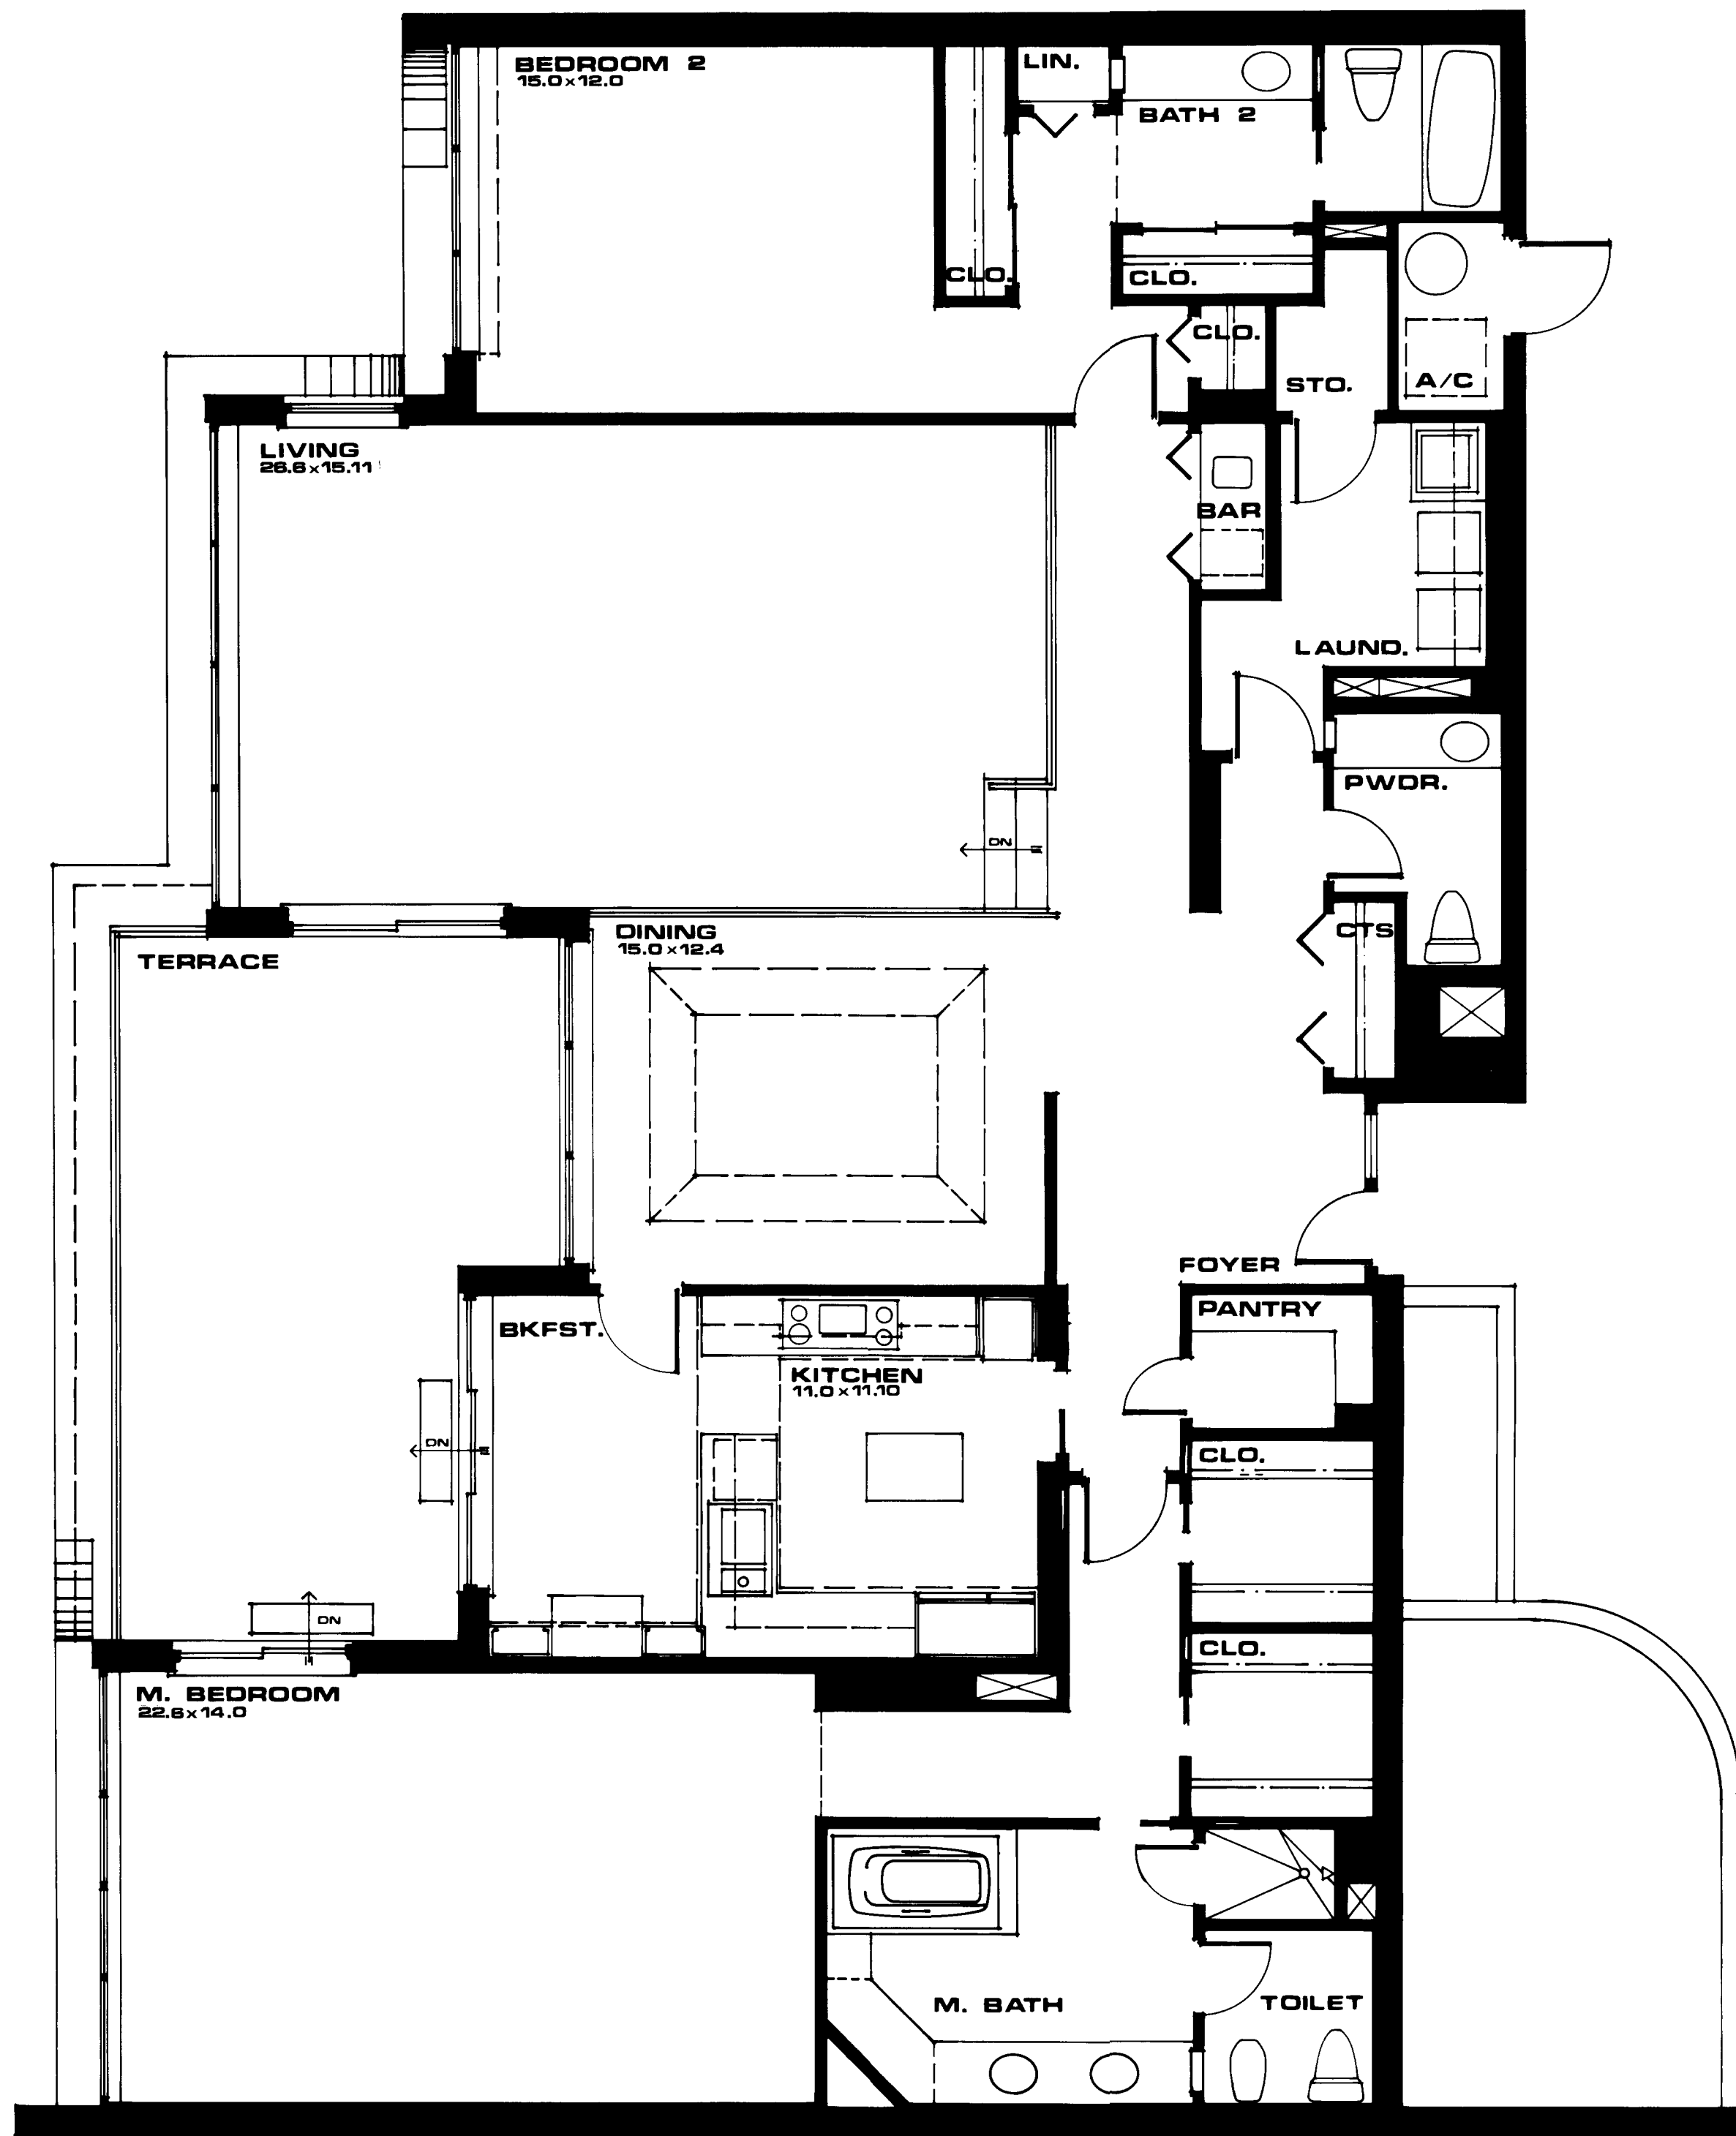 BEDROOM 2
15.0×12.0
LIN.
BATH 2
CLO.
CLO.
CLO.
STO.
A/C
LIVING
26.6×15.11
BAR
LAUND.
PWDR.
DN
CTS
DINING
15.0×12.4
TERRACE
FOYER
PANTRY
BKFST.
KITCHEN
11.0×11.10
DN
CLO.
DN
CLO.
M. BEDROOM
22.6×14.0
M. BATH
TOILET